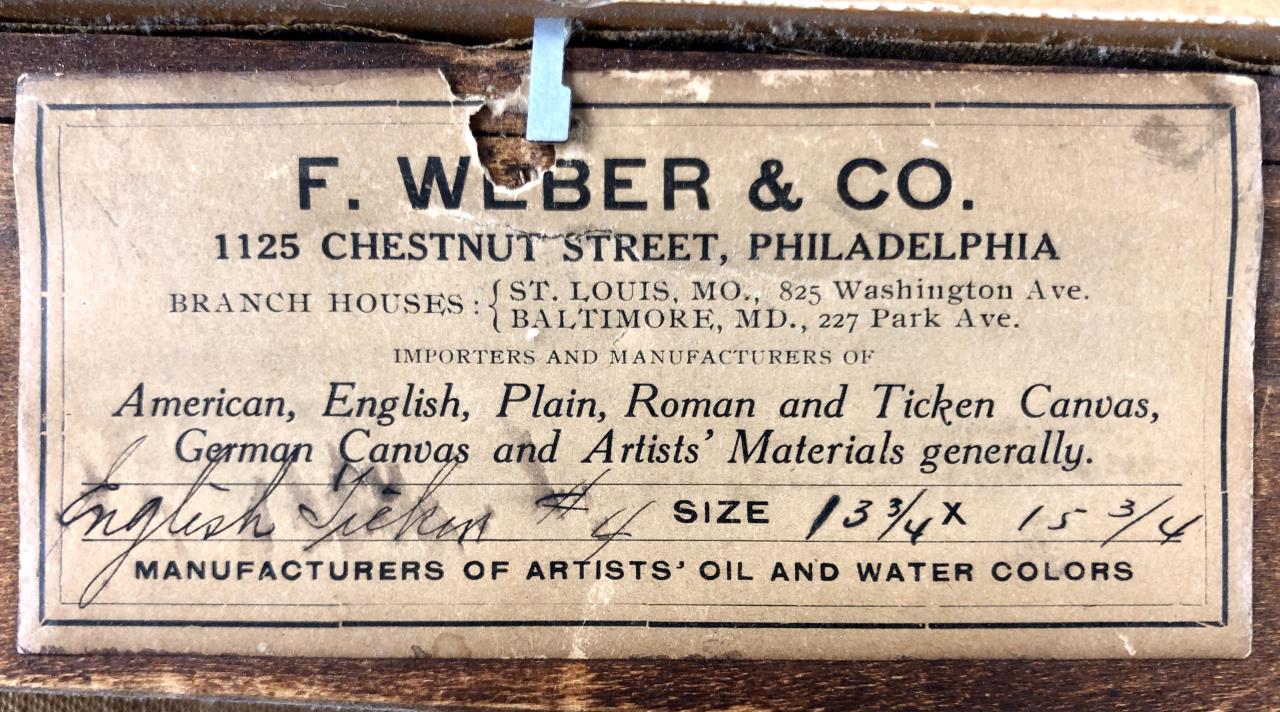 F. WEBER & CO.
1125 CHESTNUT STREET, PHILADELPHIA
BRANCH HOUSES: { ST. LOUIS, MO., 825 Washington Ave.
BALTIMORE, MD., 227 Park Ave.
IMPORTERS AND MANUFACTURERS OF
American, English, Plain, Roman and Ticken Canvas,
German Canvas and Artists' Materials generally.
English Ticken #4 SIZE 13 3/4 X 15 3/4
MANUFACTURERS OF ARTISTS' OIL AND WATER COLORS